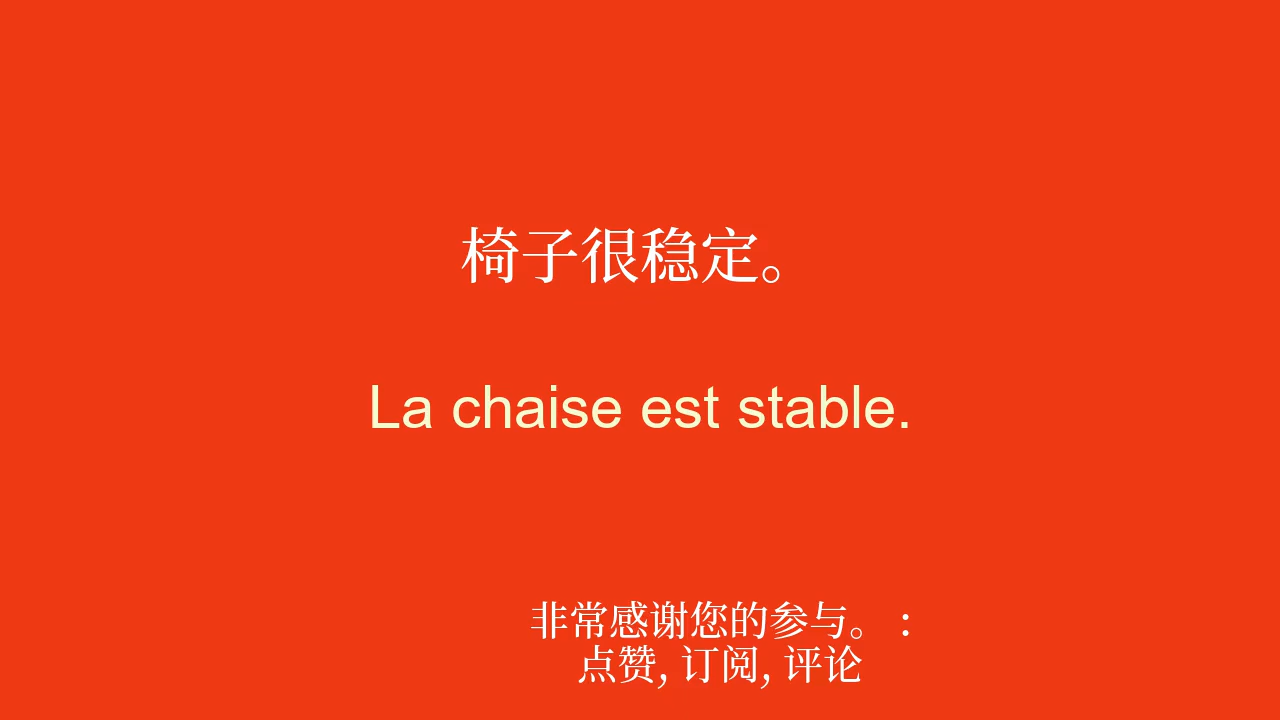 椅子很稳定。
La chaise est stable.
非常感谢您的参与。 :
点赞, 订阅, 评论